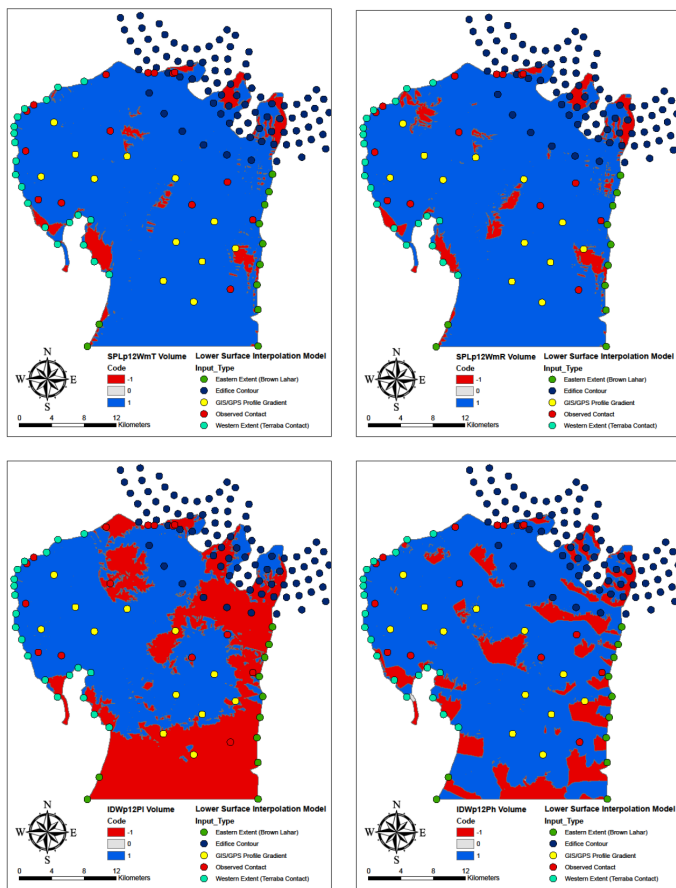 SPLp12WmT Volume
Code
-1
0
1
Lower Surface Interpolation Model
Input_Type
Eastern Extent (Brown Lahar)
Edifice Contour
GIS/GPS Profile Gradient
Observed Contact
Western Extent (Terraba Contact)
N
W E
S
0 4 8 12
Kilometers
SPLp12WmR Volume
Code
-1
0
1
Lower Surface Interpolation Model
Input_Type
Eastern Extent (Brown Lahar)
Edifice Contour
GIS/GPS Profile Gradient
Observed Contact
Western Extent (Terraba Contact)
N
W E
S
0 4 8 12
Kilometers
IDWp12Pl Volume
Code
-1
0
1
Lower Surface Interpolation Model
Input_Type
Eastern Extent (Brown Lahar)
Edifice Contour
GIS/GPS Profile Gradient
Observed Contact
Western Extent (Terraba Contact)
N
W E
S
0 4 8 12
Kilometers
IDWp12Ph Volume
Code
-1
0
1
Lower Surface Interpolation Model
Input_Type
Eastern Extent (Brown Lahar)
Edifice Contour
GIS/GPS Profile Gradient
Observed Contact
Western Extent (Terraba Contact)
N
W E
S
0 4 8 12
Kilometers